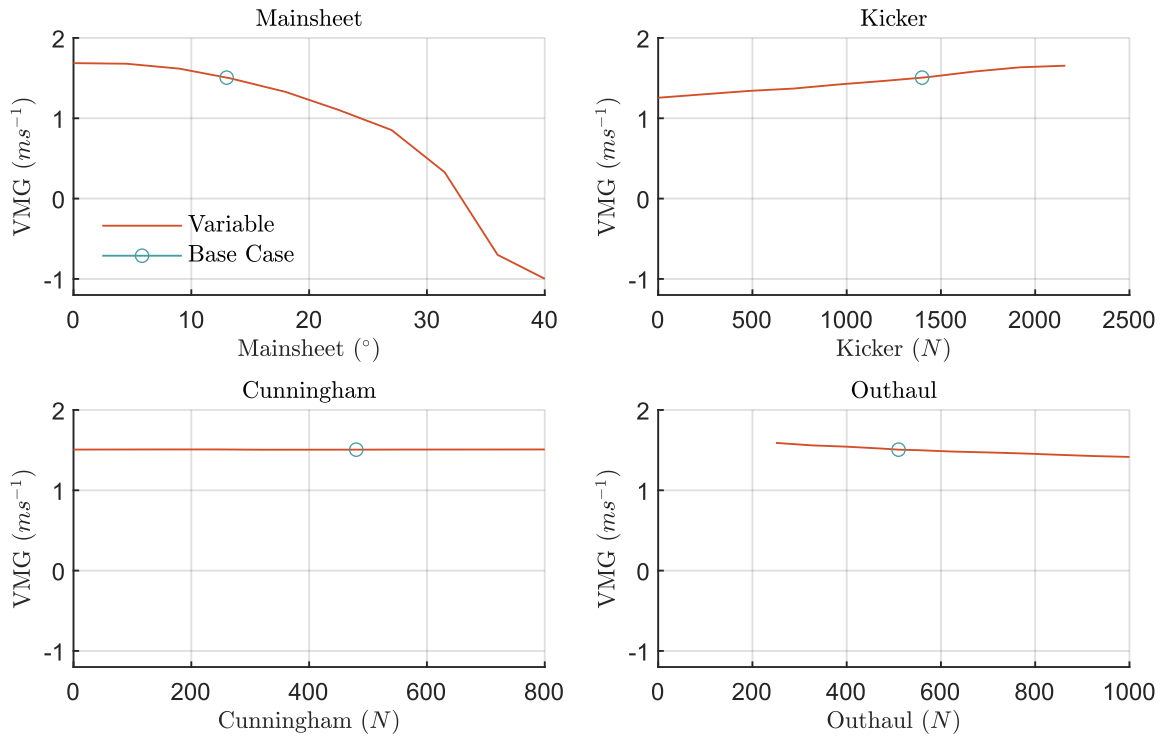 Mainsheet
VMG (ms⁻¹)
2
1
0
-1
Variable
Base Case
0 10 20 30 40
Mainsheet (°)
Kicker
VMG (ms⁻¹)
2
1
0
-1
0 500 1000 1500 2000 2500
Kicker (N)
Cunningham
VMG (ms⁻¹)
2
1
0
-1
0 200 400 600 800
Cunningham (N)
Outhaul
VMG (ms⁻¹)
2
1
0
-1
0 200 400 600 800 1000
Outhaul (N)